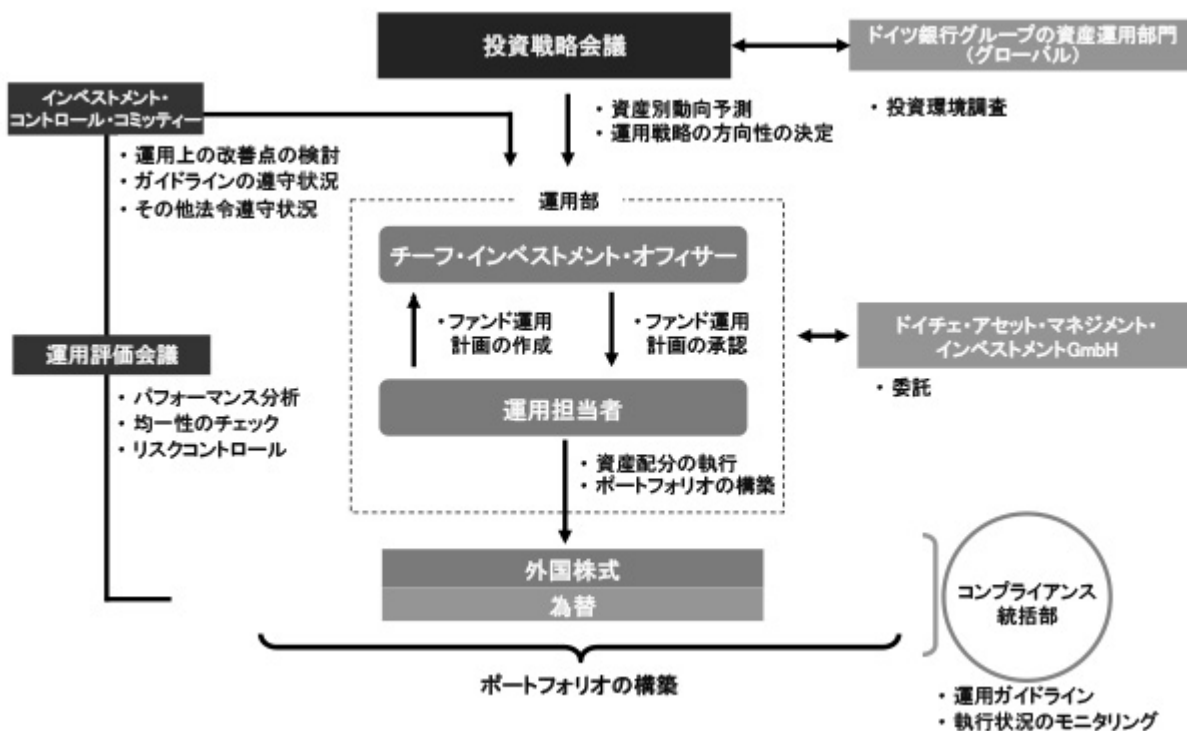 投資戦略会議
ドイツ銀行グループの資産運用部門
(グローバル)
・投資環境調査
・資産別動向予測
・運用戦略の方向性の決定
インベストメント・
コントロール・コミッティー
・運用上の改善点の検討
・ガイドラインの遵守状況
・その他法令遵守状況
運用部
チーフ・インベストメント・オフィサー
・ファンド運用
計画の作成
・ファンド運用
計画の承認
ドイチェ・アセット・マネジメント・
インベストメントGmbH
・委託
運用評価会議
・パフォーマンス分析
・均一性のチェック
・リスクコントロール
運用担当者
・資産配分の執行
・ポートフォリオの構築
外国株式
為替
ポートフォリオの構築
コンプライアンス
統括部
・運用ガイドライン
・執行状況のモニタリング